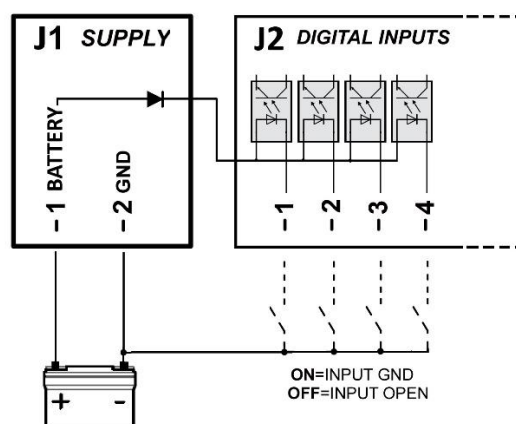 J1 SUPPLY
J2 DIGITAL INPUTS
- 1 BATTERY
- 2 GND
- 1
- 2
- 3
- 4
ON=INPUT GND
OFF=INPUT OPEN
+ -